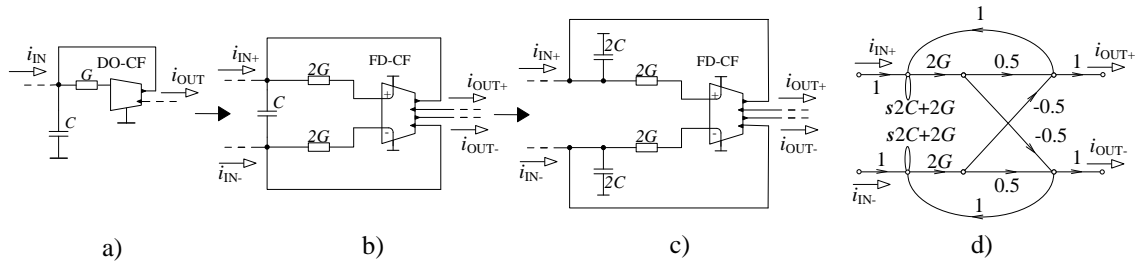 i_IN
DO-CF
G
i_OUT
C
a)
i_IN+
FD-CF
2G
+
i_OUT+
C
2G
-
i_OUT-
i_IN-
b)
i_IN+
2C
FD-CF
2G
+
i_OUT+
2G
-
i_OUT-
i_IN-
2C
c)
1
i_IN+
2G
0.5
1
i_OUT+
1
s2C+2G
-0.5
s2C+2G
-0.5
1
2G
0.5
1
i_OUT-
i_IN-
1
d)